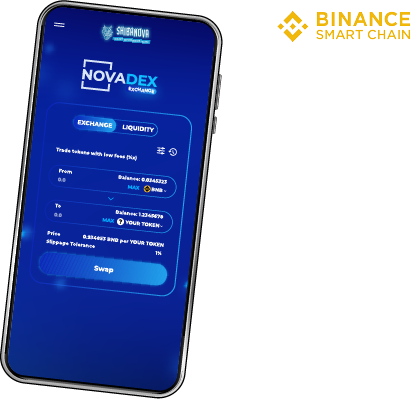 BINANCE
SMART CHAIN
SHIBANOVA
NOVADEX
EXCHANGE
EXCHANGE LIQUIDITY
Trade tokens with low fees (%x)
From Balance: 0.8345323
0.0 MAX BNB
To Balance: 1.2345678
0.0 MAX ? YOUR TOKEN
Price 0.234653 BNB per YOUR TOKEN
Slippage Tolerance 1%
Swap